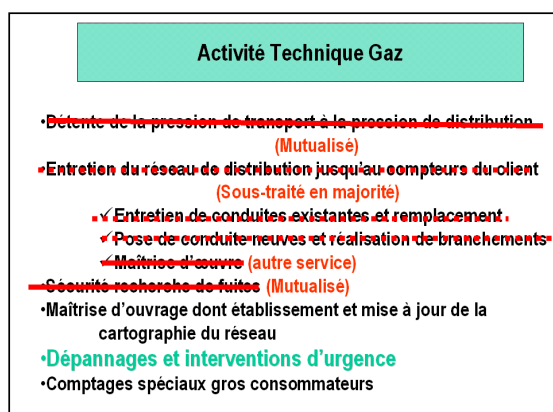 Activité Technique Gaz
•Détente de la pression de transport à la pression de distribution
(Mutualisé)
•Entretien du réseau de distribution jusqu'au compteurs du client
(Sous-traité en majorité)
✓Entretien de conduites existantes et remplacement
✓Pose de conduite neuves et réalisation de branchements
✓Maîtrise d'œuvre (autre service)
•Sécurité recherche de fuites (Mutualisé)
•Maîtrise d'ouvrage dont établissement et mise à jour de la
cartographie du réseau
•Dépannages et interventions d'urgence
•Comptages spéciaux gros consommateurs